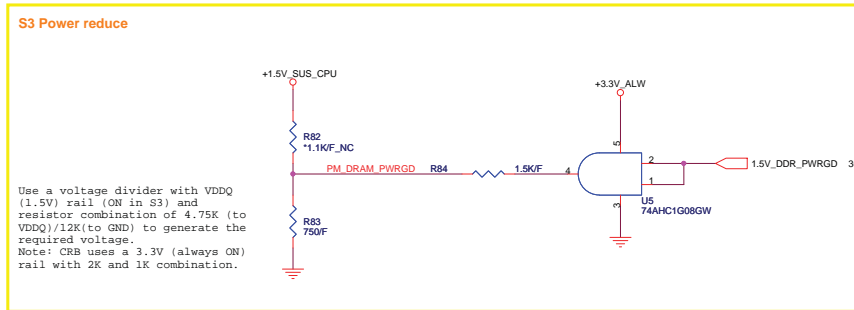 S3 Power reduce
+1.5V_SUS_CPU
+3.3V_ALW
R82
*1.1K/F_NC
5
PM_DRAM_PWRGD R84 1.5K/F 4
2
1
1.5V_DDR_PWRGD 3
U5
74AHC1G08GW
3
R83
750/F
Use a voltage divider with VDDQ
(1.5V) rail (ON in S3) and
resistor combination of 4.75K (to
VDDQ)/12K(to GND) to generate the
required voltage.
Note: CRB uses a 3.3V (always ON)
rail with 2K and 1K combination.